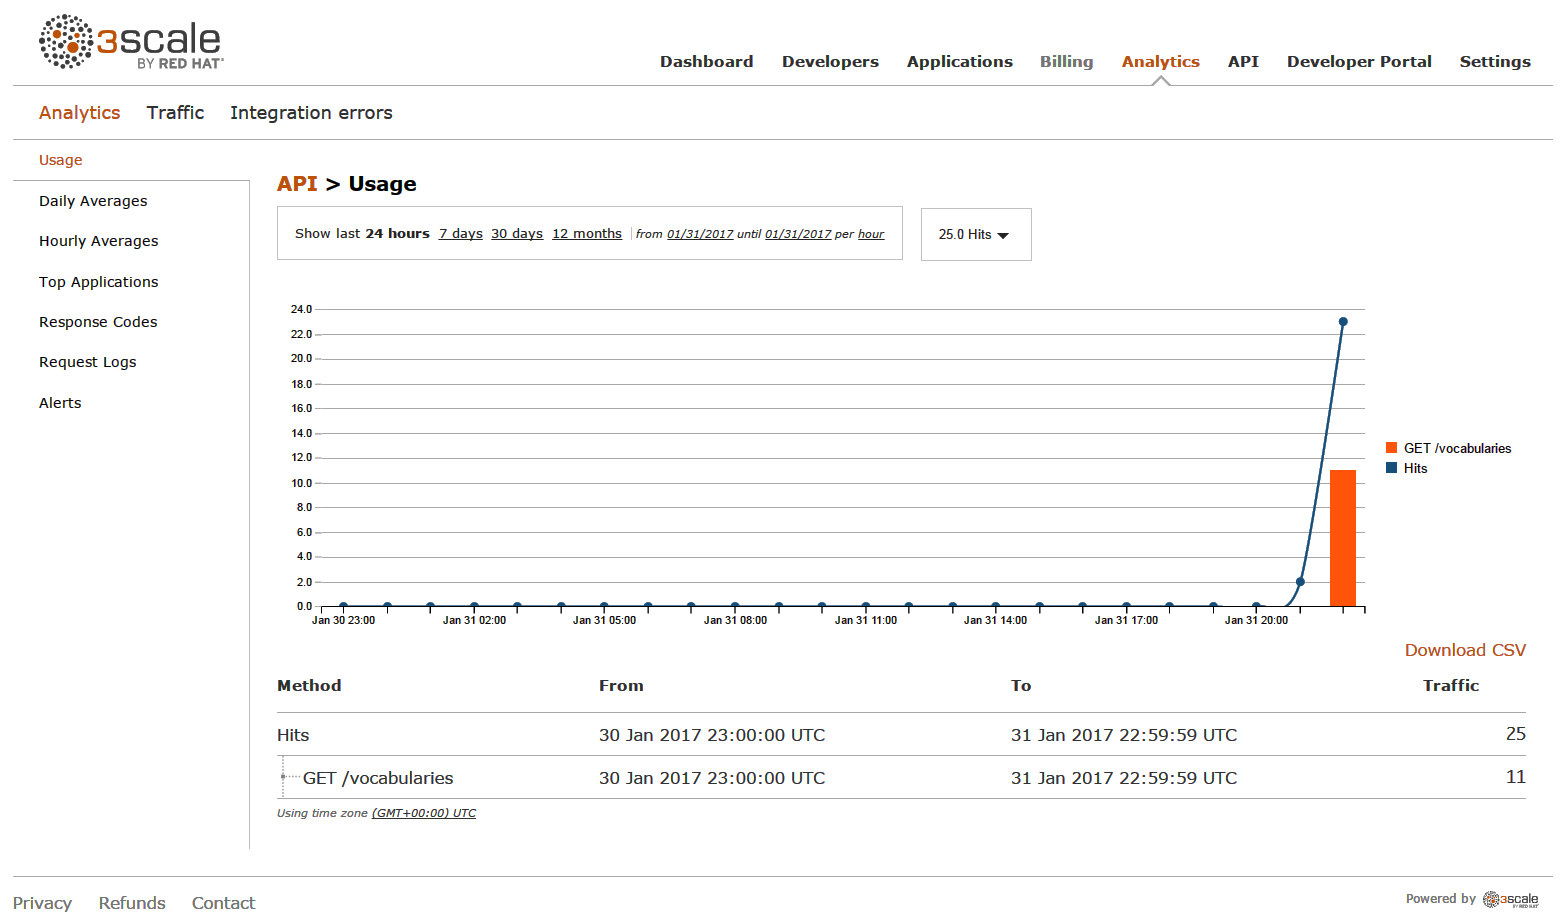 3scale
BY RED HAT
Dashboard Developers Applications Billing Analytics API Developer Portal Settings
Analytics Traffic Integration errors
Usage
Daily Averages
Hourly Averages
Top Applications
Response Codes
Request Logs
Alerts
API > Usage
Show last 24 hours 7 days 30 days 12 months from 01/31/2017 until 01/31/2017 per hour
25.0 Hits
24.0
22.0
20.0
18.0
16.0
14.0
12.0
10.0
8.0
6.0
4.0
2.0
0.0
Jan 30 23:00 Jan 31 02:00 Jan 31 05:00 Jan 31 08:00 Jan 31 11:00 Jan 31 14:00 Jan 31 17:00 Jan 31 20:00
GET /vocabularies
Hits
Download CSV
Method From To Traffic
Hits 30 Jan 2017 23:00:00 UTC 31 Jan 2017 22:59:59 UTC 25
GET /vocabularies 30 Jan 2017 23:00:00 UTC 31 Jan 2017 22:59:59 UTC 11
Using time zone (GMT+00:00) UTC
Privacy Refunds Contact
Powered by 3scale
BY RED HAT